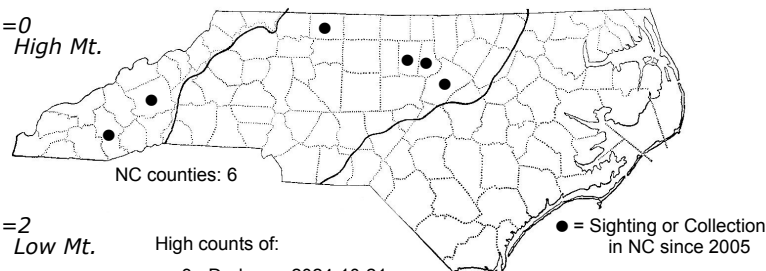 =0
High Mt.
NC counties: 6
=2
Low Mt.
High counts of:
● = Sighting or Collection
in NC since 2005